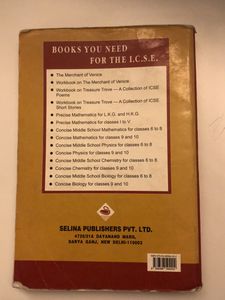 BOOKS YOU NEED
FOR THE I.C.S.E.
The Merchant of Venice
Workbook on The Merchant of Venice
Workbook on Treasure Trove — A Collection of ICSE
Poems
Workbook on Treasure Trove — A Collection of ICSE
Short Stories
Precise Mathematics for L.K.G. and H.K.G.
Precise Mathematics for classes I to V
Concise Middle School Mathematics for classes 6 to 8
Concise Mathematics for classes 9 and 10
Concise Middle School Physics for classes 6 to 8
Concise Physics for classes 9 and 10
Concise Middle School Chemistry for classes 6 to 8
Concise Chemistry for classes 9 and 10
Concise Middle School Biology for classes 6 to 8
Concise Biology for classes 9 and 10
SELINA PUBLISHERS PVT. LTD.
4725/21A DAYANAND MARG,
DARYA GANJ, NEW DELHI-110002